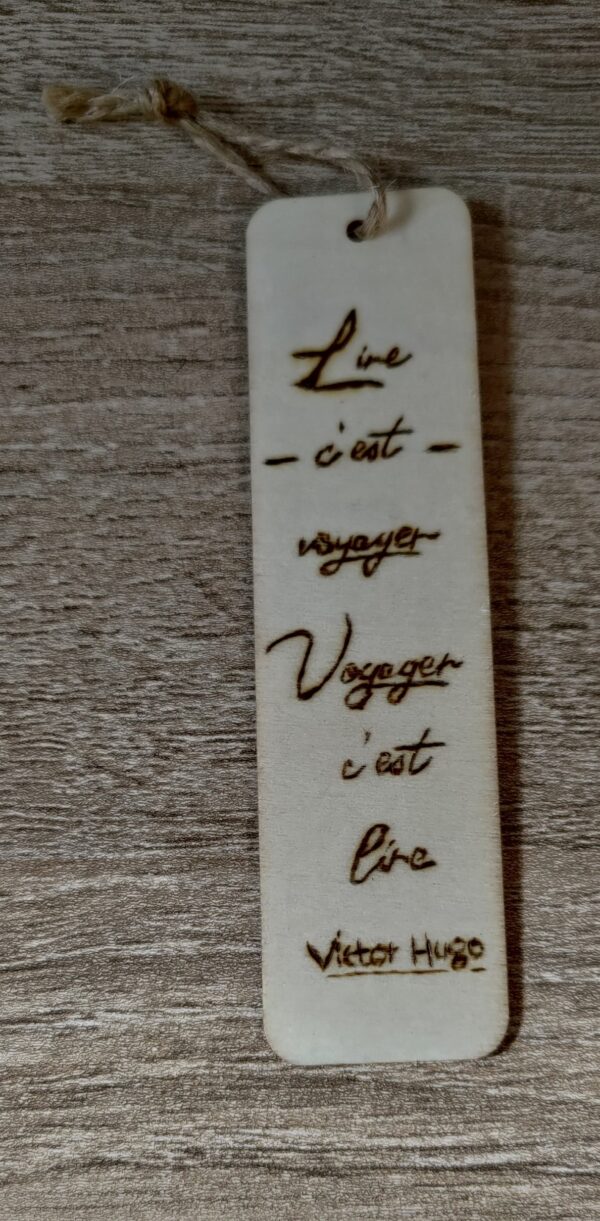 Lire
- c'est -
voyager
Voyager
c'est
lire
Victor Hugo